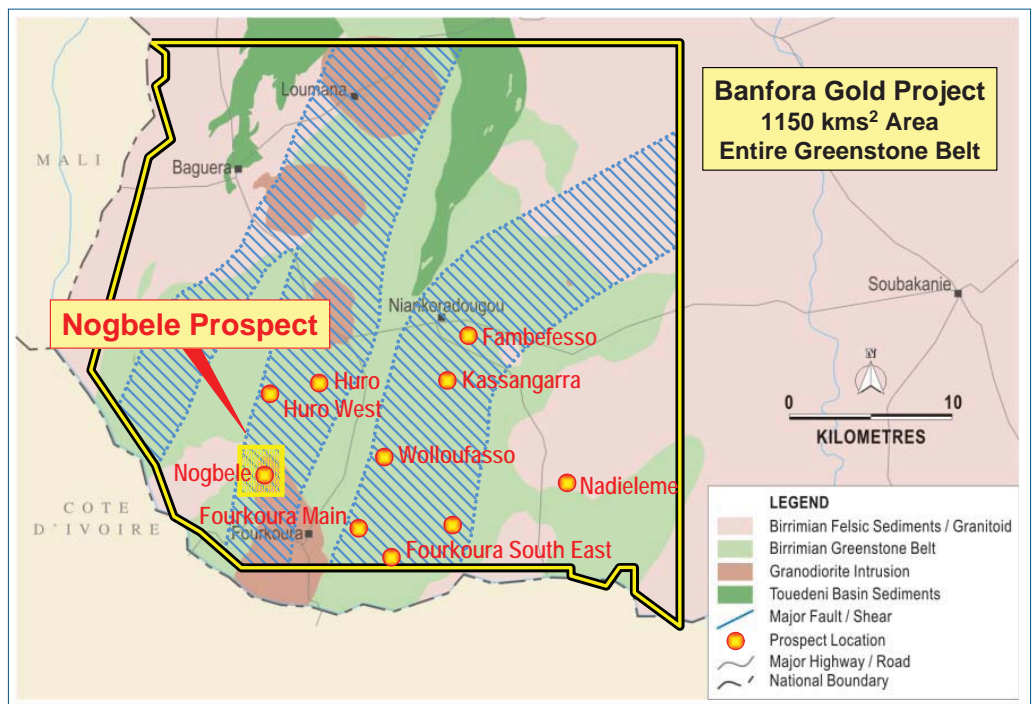 Banfora Gold Project
1150 kms² Area
Entire Greenstone Belt
Loumana
MALI
Baguera
Soubakanie
Niankoradougou
Nogbele Prospect
Fambefesso
Huro
Kassangarra
Huro West
N
0 10
KILOMETRES
Wolloufasso
Nogbele
Nadieleme
COTE
D'IVOIRE
Fourkoura Main
Fourkoura
Fourkoura South East
LEGEND
Birrimian Felsic Sediments / Granitoid
Birrimian Greenstone Belt
Granodiorite Intrusion
Touedeni Basin Sediments
Major Fault / Shear
Prospect Location
Major Highway / Road
National Boundary